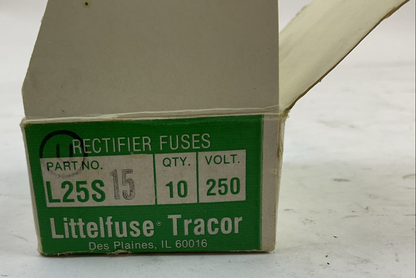 RECTIFIER FUSES
PART NO. QTY. VOLT.
L25S 15 10 250
Littelfuse® Tracor
Des Plaines, IL 60016